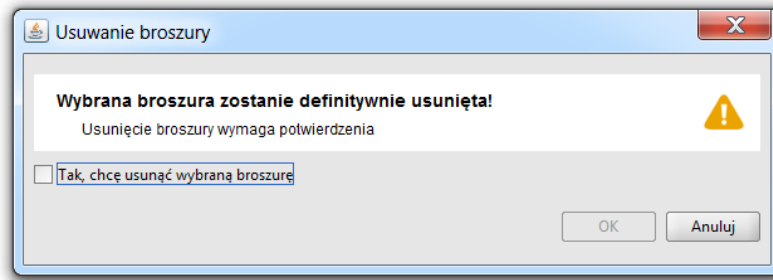 Usuwanie broszury
Wybrana broszura zostanie definitywnie usunięta!
Usunięcie broszury wymaga potwierdzenia
Tak, chcę usunąć wybraną broszurę
OK
Anuluj